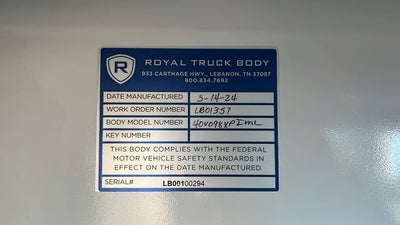 R
ROYAL TRUCK BODY
933 CARTHAGE HWY., LEBANON, TN 37087
800.834.7692
DATE MANUFACTURED 5-14-24
WORK ORDER NUMBER LB01357
BODY MODEL NUMBER 40V098XPIML
KEY NUMBER
THIS BODY COMPLIES WITH THE FEDERAL
MOTOR VEHICLE SAFETY STANDARDS IN
EFFECT ON THE DATE MANUFACTURED.
SERIAL# LB00100294